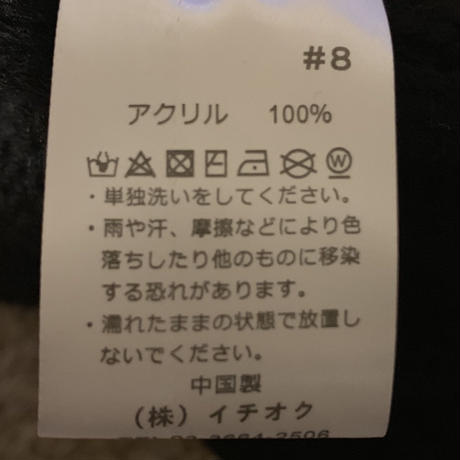 #8
アクリル 100%
W
・単独洗いをしてください。
・雨や汗、摩擦などにより色
落ちしたり他のものに移染
する恐れがあります。
・濡れたままの状態で放置し
ないでください。
中国製
(株)イチオク